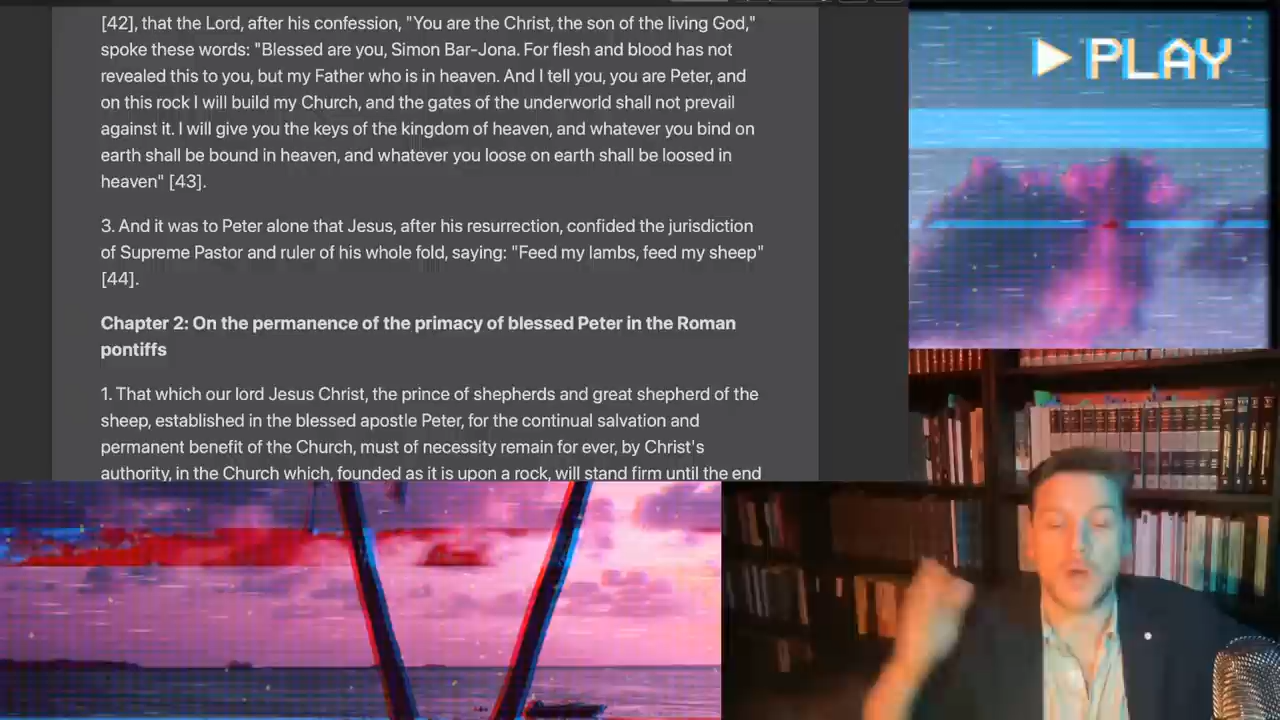 [42], that the Lord, after his confession, "You are the Christ, the son of the living God,"
spoke these words: "Blessed are you, Simon Bar-Jona. For flesh and blood has not
revealed this to you, but my Father who is in heaven. And I tell you, you are Peter, and
on this rock I will build my Church, and the gates of the underworld shall not prevail
against it. I will give you the keys of the kingdom of heaven, and whatever you bind on
earth shall be bound in heaven, and whatever you loose on earth shall be loosed in
heaven" [43].
3. And it was to Peter alone that Jesus, after his resurrection, confided the jurisdiction
of Supreme Pastor and ruler of his whole fold, saying: "Feed my lambs, feed my sheep"
[44].
Chapter 2: On the permanence of the primacy of blessed Peter in the Roman
pontiffs
1. That which our lord Jesus Christ, the prince of shepherds and great shepherd of the
sheep, established in the blessed apostle Peter, for the continual salvation and
permanent benefit of the Church, must of necessity remain for ever, by Christ's
authority, in the Church which, founded as it is upon a rock, will stand firm until the end
PLAY